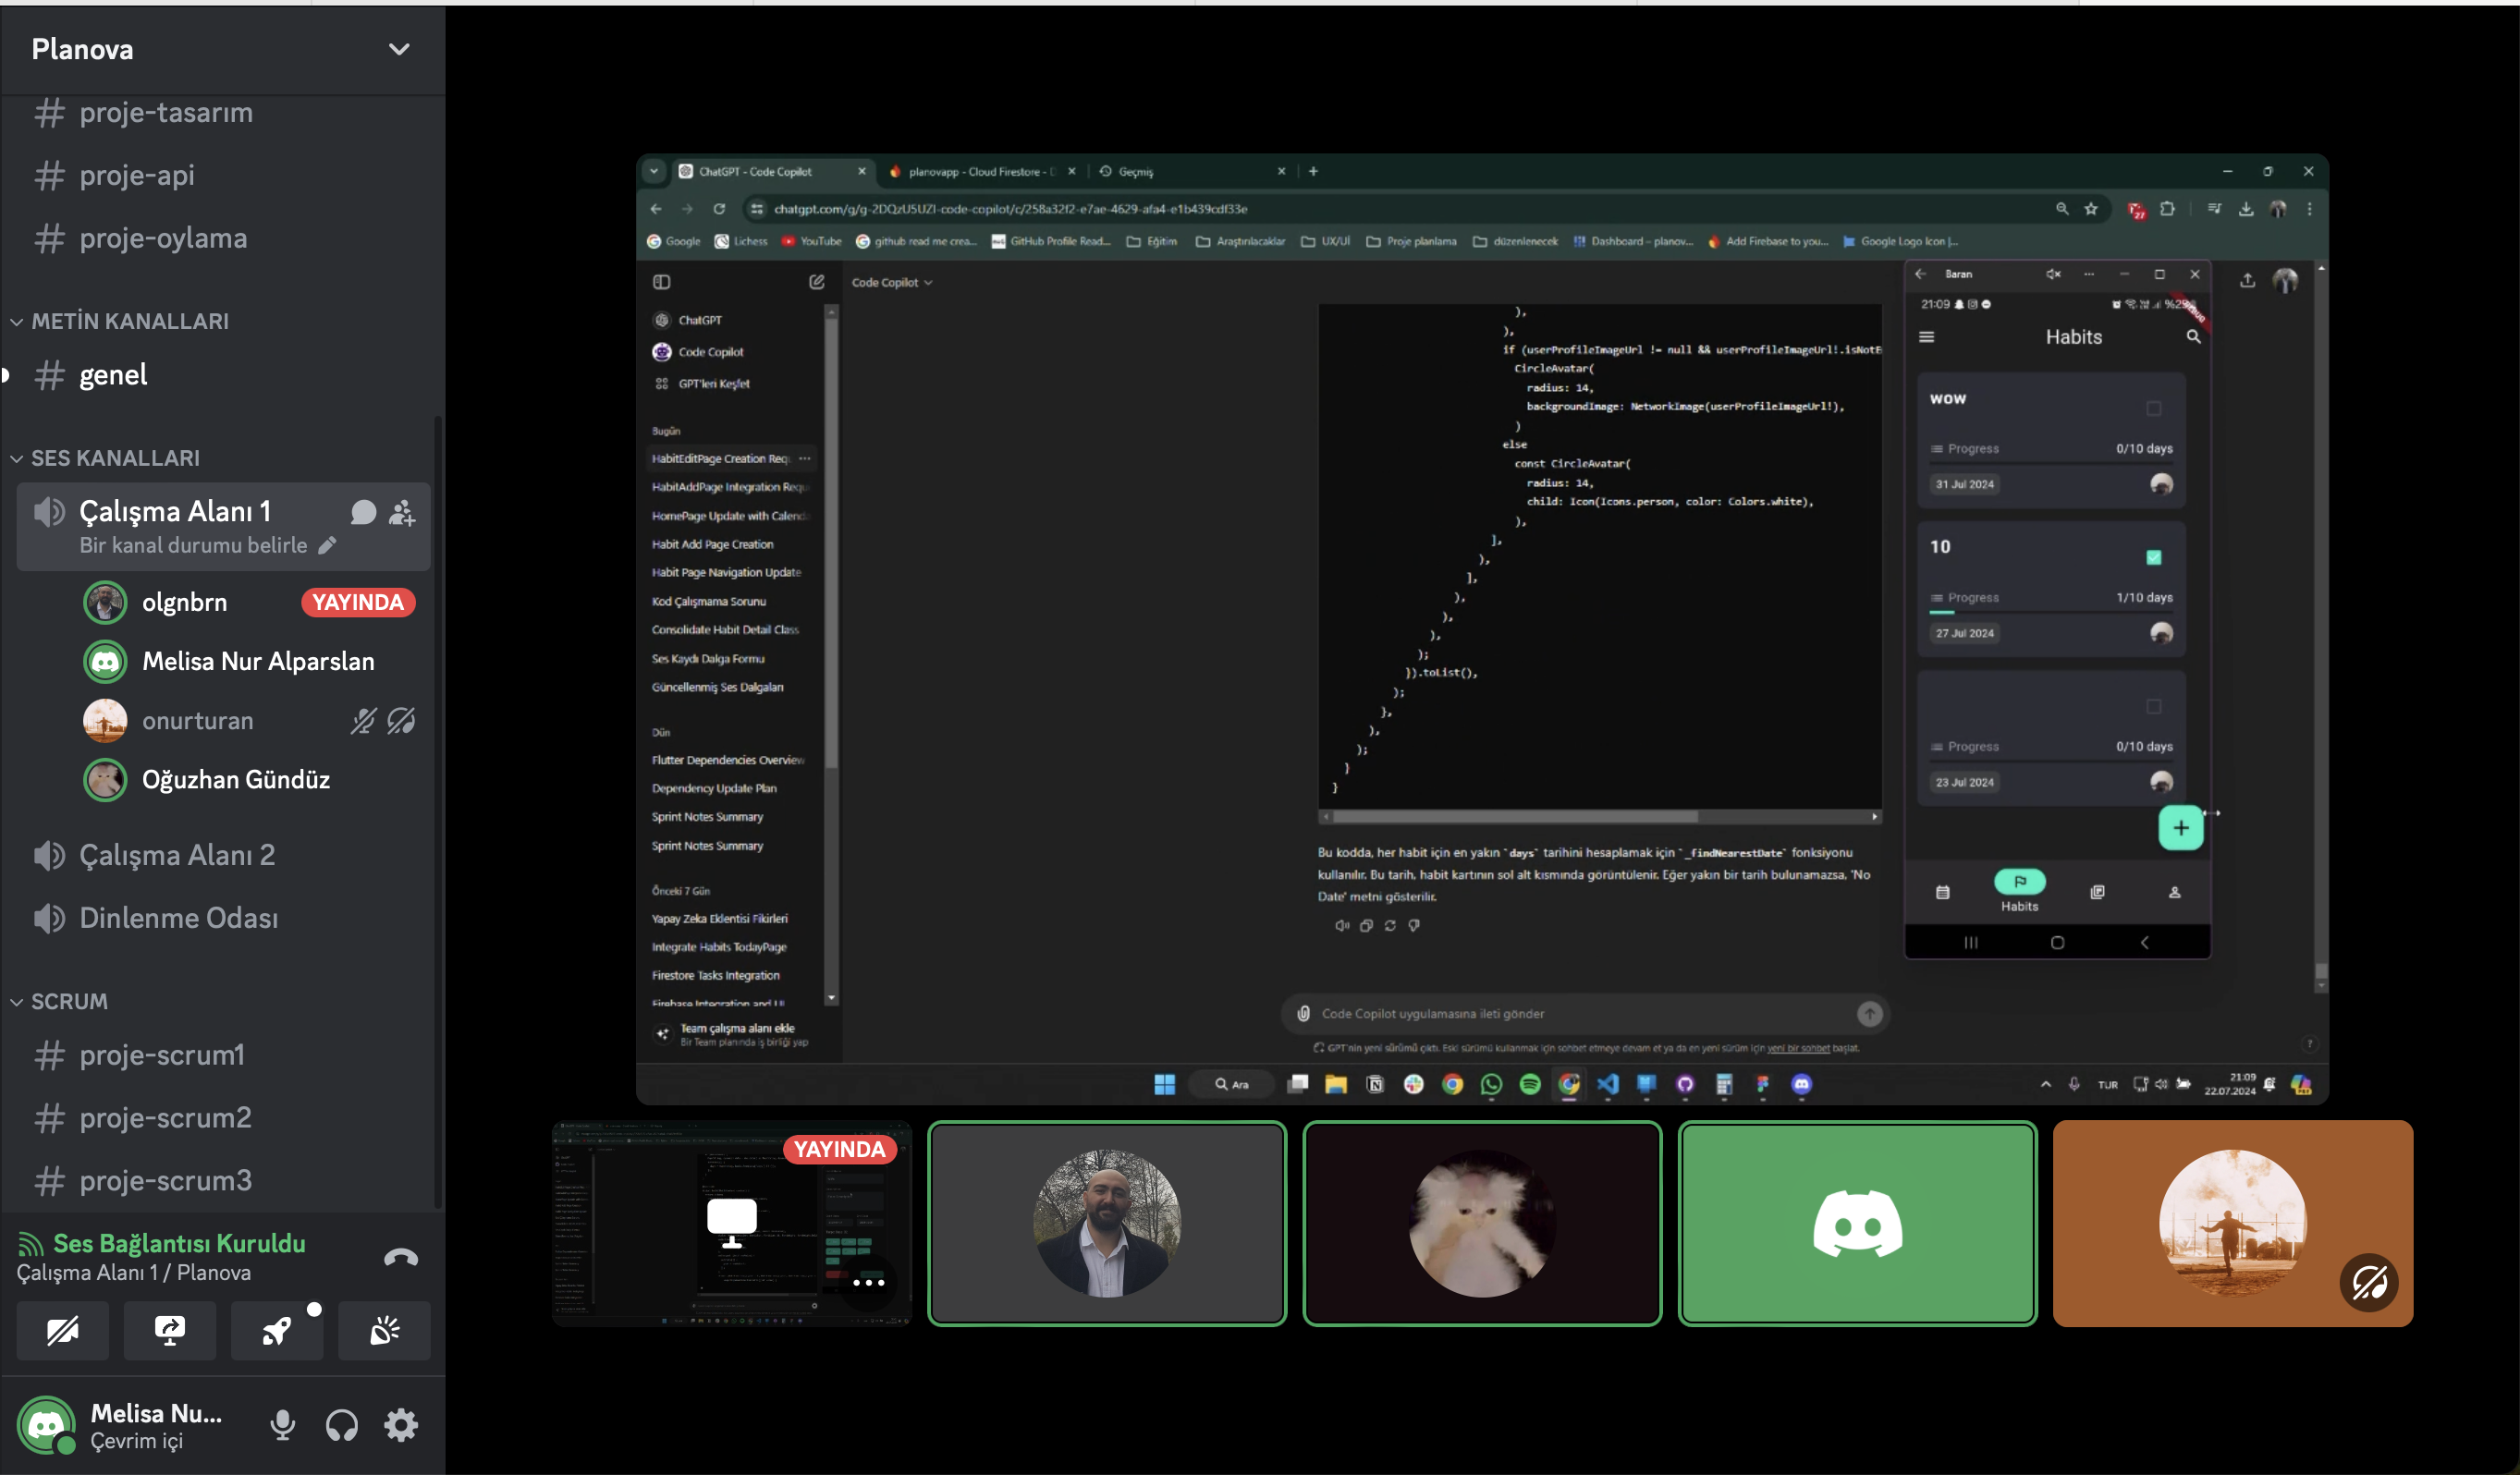 Planova
proje-tasarım
proje-api
proje-oylama
METİN KANALLARI
genel
SES KANALLARI
Çalışma Alanı 1
Bir kanal durumu belirle
olgnbrn
YAYINDA
Melisa Nur Alparslan
onurturan
Oğuzhan Gündüz
Çalışma Alanı 2
Dinlenme Odası
SCRUM
proje-scrum1
proje-scrum2
proje-scrum3
Ses Bağlantısı Kuruldu
Çalışma Alanı 1 / Planova
Melisa Nu...
Çevrim içi
ChatGPT - Code Copilot
planovapp - Cloud Firestore - D
Geçmiş
chatgpt.com/g/g-2DQzU5UZl-code-copilot/c/258a32f2-e7ae-4629-afa4-e1b439cdf33e
27
Google
Lichess
YouTube
github read me crea...
GitHub Profile Read...
Eğitim
Araştırılacaklar
UX/UI
Proje planlama
düzenlenecek
Dashboard – planov...
Add Firebase to you...
Google Logo Icon |...
ChatGPT
Code Copilot
GPT'leri Keşfet
Bugün
HabitEditPage Creation Requ
HabitAddPage Integration Requ
HomePage Update with Calenda
Habit Add Page Creation
Habit Page Navigation Update
Kod Çalışmama Sorunu
Consolidate Habit Detail Class
Ses Kaydı Dalga Formu
Güncellenmiş Ses Dalgaları
Dün
Flutter Dependencies Overview
Dependency Update Plan
Sprint Notes Summary
Sprint Notes Summary
Önceki 7 Gün
Yapay Zeka Eklentisi Fikirleri
Integrate Habits TodayPage
Firestore Tasks Integration
Firebase Integration and UI
Team çalışma alanı ekle
Bir Team planında iş birliği yap
Code Copilot
),
),
if (userProfileImageUrl != null && userProfileImageUrl!.isNotE
CircleAvatar(
radius: 14,
backgroundImage: NetworkImage(userProfileImageUrl!),
)
else
const CircleAvatar(
radius: 14,
child: Icon(Icons.person, color: Colors.white),
),
],
),
],
),
),
),
);
}).toList(),
);
},
),
);
}
}
Bu kodda, her habit için en yakın `days` tarihini hesaplamak için `_findNearestDate` fonksiyonu
kullanılır. Bu tarih, habit kartının sol alt kısmında görüntülenir. Eğer yakın bir tarih bulunamazsa, 'No
Date' metni gösterilir.
Code Copilot uygulamasına ileti gönder
GPT'nin yeni sürümü çıktı. Eski sürümü kullanmak için sohbet etmeye devam et ya da en yeni sürüm için yeni bir sohbet başlat.
?
Baran
21:09
Habits
wow
Progress
0/10 days
31 Jul 2024
10
Progress
1/10 days
27 Jul 2024
Progress
0/10 days
23 Jul 2024
Habits
Ara
TUR
21:09
22.07.2024
YAYINDA